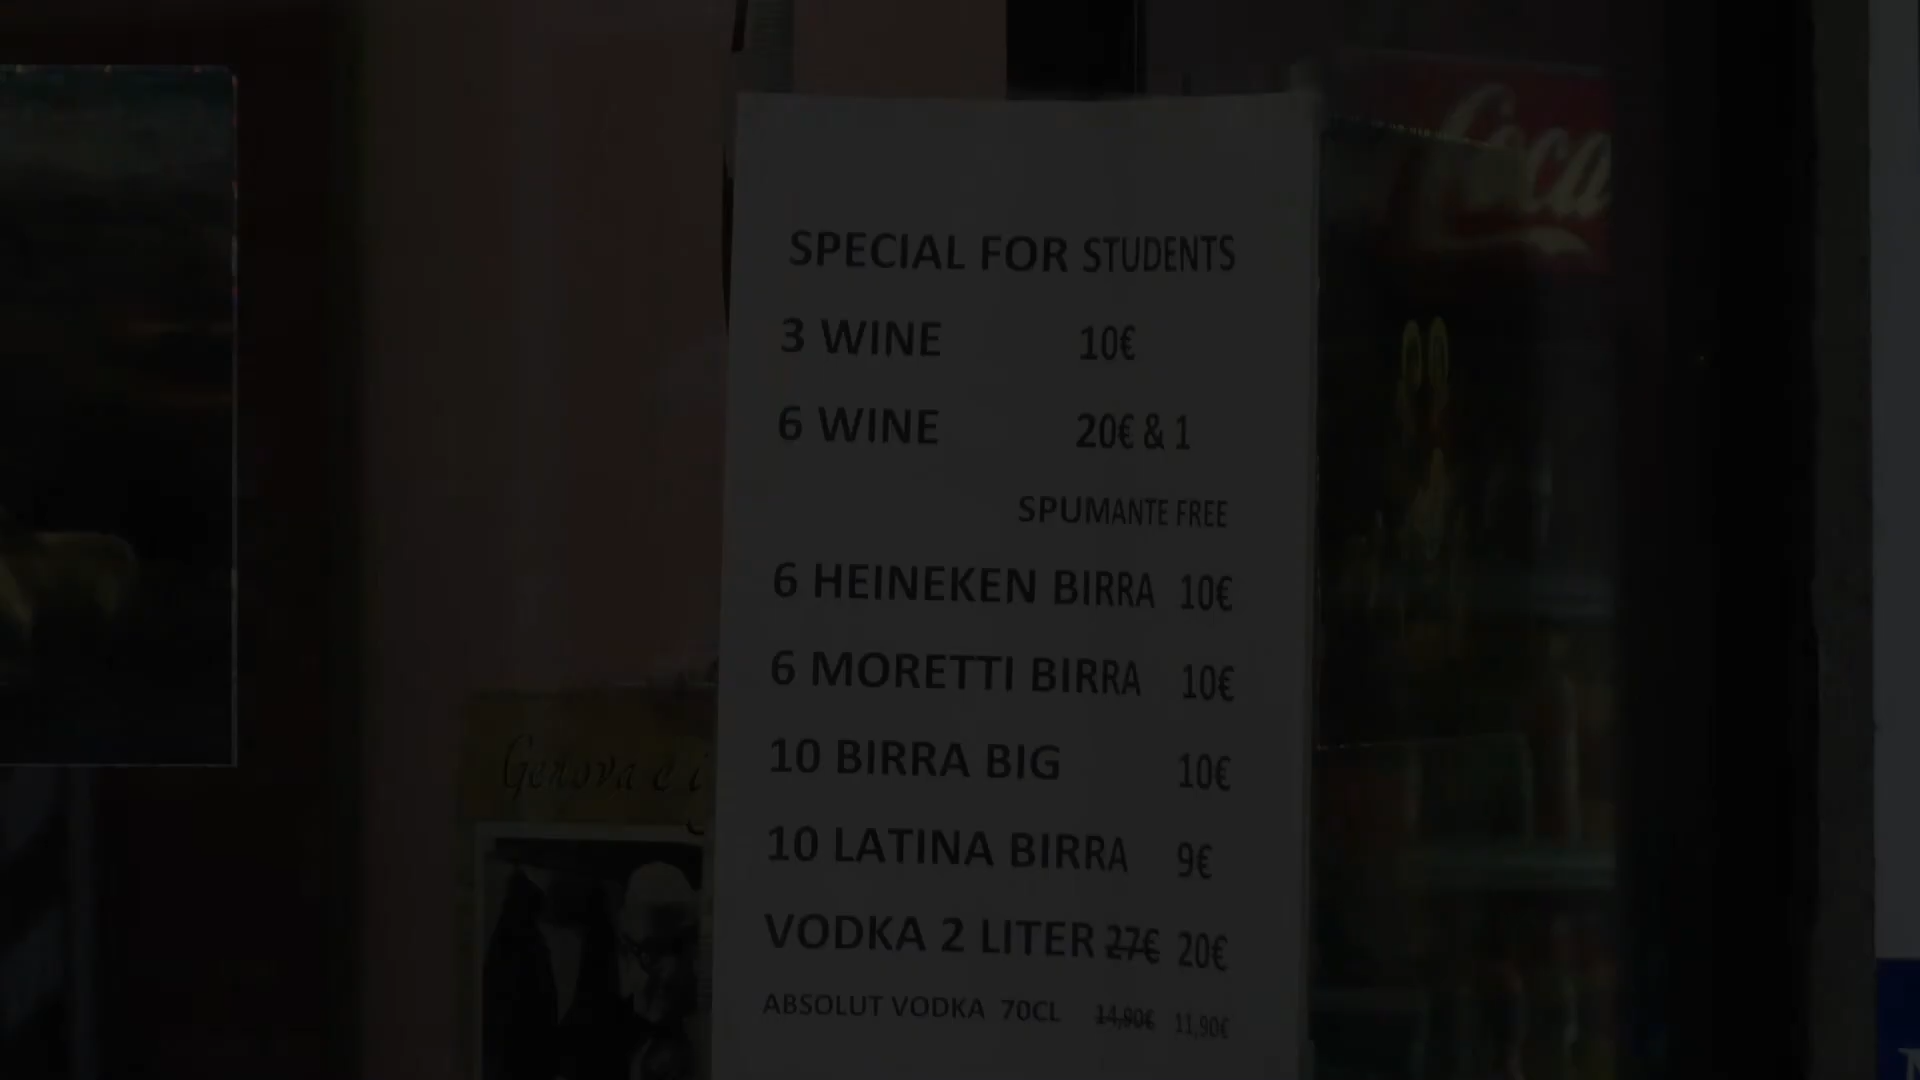 Coca
SPECIAL FOR STUDENTS
3 WINE 10€
6 WINE 20€ & 1
SPUMANTE FREE
6 HEINEKEN BIRRA 10€
6 MORETTI BIRRA 10€
10 BIRRA BIG 10€
10 LATINA BIRRA 9€
VODKA 2 LITER 27€ 20€
ABSOLUT VODKA 70CL 14,90€ 11,90€
Genova e i